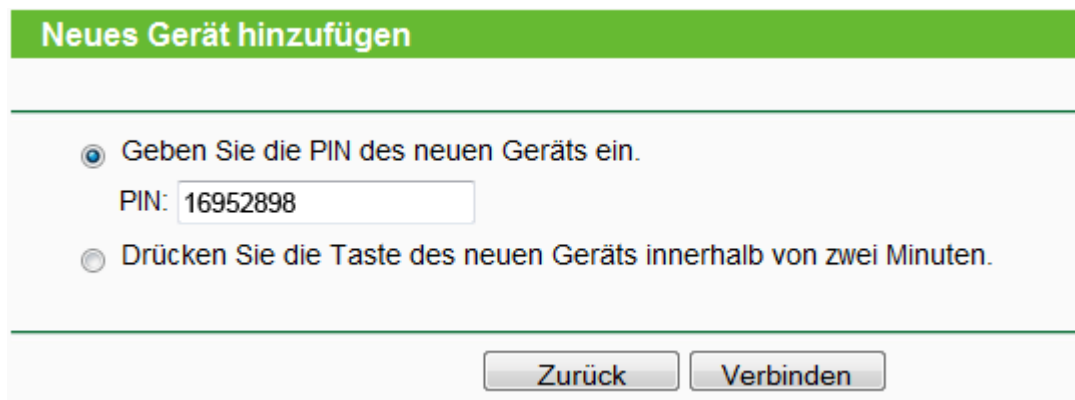 Neues Gerät hinzufügen
Geben Sie die PIN des neuen Geräts ein.
PIN: 16952898
Drücken Sie die Taste des neuen Geräts innerhalb von zwei Minuten.
Zurück Verbinden